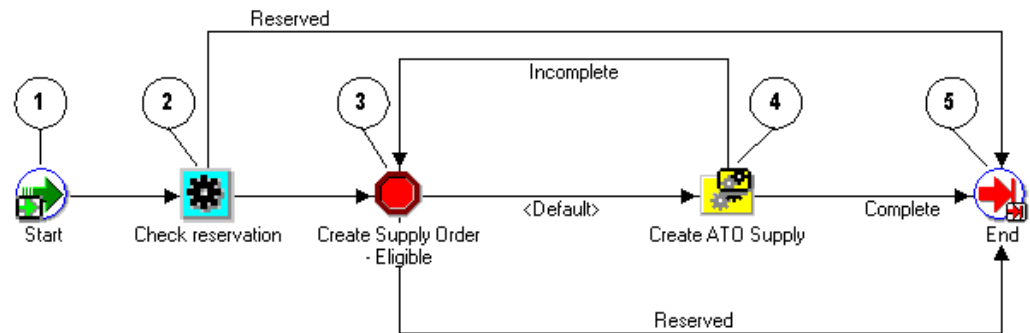 Reserved
Incomplete
1
2
3
4
5
<Default>
Complete
Start
Check reservation
Create Supply Order
- Eligible
Create ATO Supply
End
Reserved